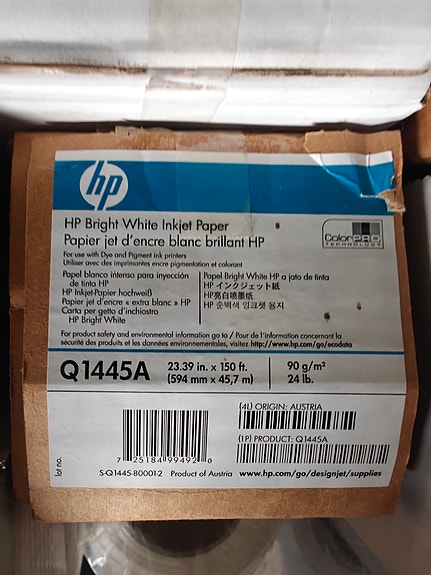 hp
HP Bright White Inkjet Paper
Papier jet d'encre blanc brillant HP
For use with Dye and Pigment ink printers
Utiliser avec des imprimantes encre pigmentation et colorant
ColorPRO
TECHNOLOGY
Papel blanco intenso para inyección
de tinta HP
HP Inkjet-Papier hochweiß
Papier jet d'encre « extra blanc » HP
Carta per getto d'inchiostro
HP Bright White
Papel Bright White HP a jato de tinta
HP インクジェット紙
HP亮白喷墨纸
HP 순백색 잉크젯 용지
For product safety and environmental information go to / Pour de l'information concernant la
sécurité des produits et les données environnementales, visitez http://www.hp.com/go/ecodata
Q1445A
23.39 in. x 150 ft.
(594 mm x 45,7 m)
90 g/m²
24 lb.
lot no.
7 25184 99492 0
S-Q1445-80001-2 Product of Austria
(4L) ORIGIN: AUSTRIA
(1P) PRODUCT: Q1445A
www.hp.com/go/designjet/supplies